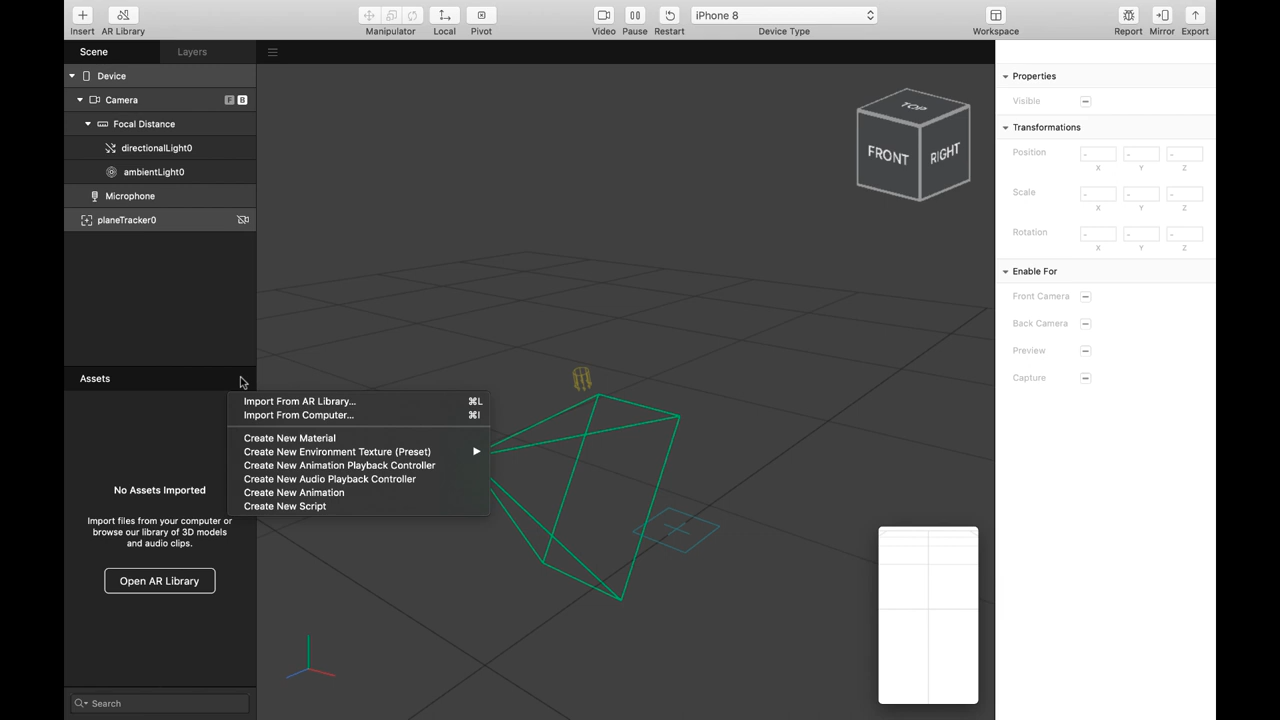 Insert
AR Library
Manipulator
Local
Pivot
Video
Pause
Restart
iPhone 8
Device Type
Workspace
Report
Mirror
Export
Scene
Layers
Device
Camera
F B
Focal Distance
directionalLight0
ambientLight0
Microphone
planeTracker0
TOP
FRONT
RIGHT
Properties
Visible
Transformations
Position
- - -
X Y Z
Scale
- - -
X Y Z
Rotation
- - -
X Y Z
Enable For
Front Camera
Back Camera
Preview
Capture
Assets
Import From AR Library... ⌘L
Import From Computer... ⌘I
Create New Material
Create New Environment Texture (Preset)
Create New Animation Playback Controller
Create New Audio Playback Controller
Create New Animation
Create New Script
No Assets Imported
Import files from your computer or
browse our library of 3D models
and audio clips.
Open AR Library
Search